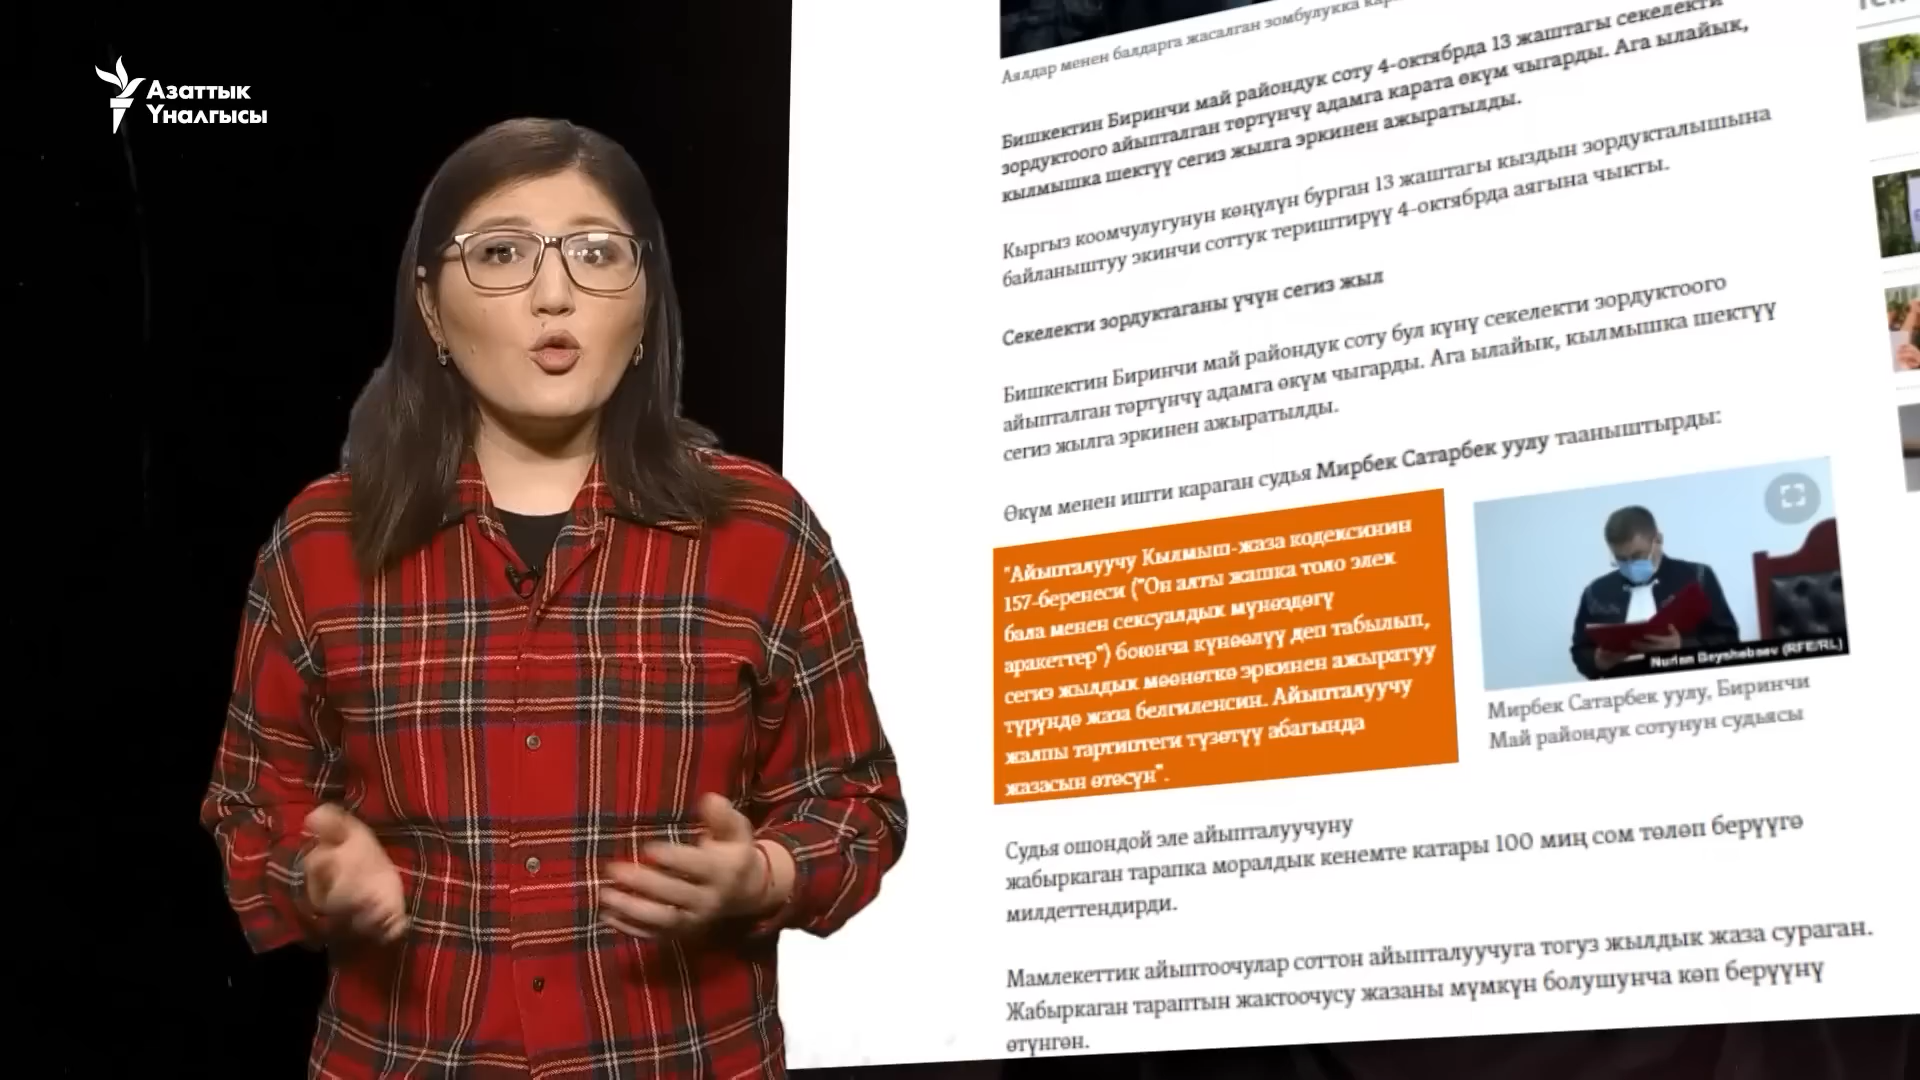 Азаттык
Үналгысы
Аялдар менен балдарга жасалган зомбулукка
Бишкектин Биринчи май райондук соту 4-октябрда 13 жаштагы секелекти
зордуктоого айыпталган төртүнчү адамга карата өкүм чыгарды. Ага ылайык,
кылмышка шектүү сегиз жылга эркинен ажыратылды.
Кыргыз коомчулугунун көңүлүн бурган 13 жаштагы кыздын зордукталышына
байланыштуу экинчи соттук териштирүү 4-октябрда аягына чыкты.
Секелекти зордуктаганы үчүн сегиз жыл
Бишкектин Биринчи май райондук соту бул күнү секелекти зордуктоого
айыпталган төртүнчү адамга өкүм чыгарды. Ага ылайык, кылмышка шектүү
сегиз жылга эркинен ажыратылды.
Өкүм менен ишти караган судья Мирбек Сатарбек уулу тааныштырды:
"Айыпталуучу Кылмыш-жаза кодексинин
157-беренеси ("Он алты жашка толо элек
бала менен сексуалдык мүнөздөгү
аракеттер") боюнча күнөөлүү деп табылып,
сегиз жылдык мөөнөткө эркинен ажыратуу
түрүндө жаза белгиленсин. Айыпталуучу
жалпы тартиптеги түзөтүү абагында
жазасын өтөсүн".
Nurlan Beyshebaev (RFE/RL)
Мирбек Сатарбек уулу, Биринчи
Май райондук сотунун судьясы
Судья ошондой эле айыпталуучуну
жабыркаган тарапка моралдык кенемте катары 100 миң сом төлөп берүүгө
милдеттендирди.
Мамлекеттик айыптоочулар соттон айыпталуучуга тогуз жылдык жаза сураган.
Жабыркаган тараптын жактоочусу жазаны мүмкүн болушунча көп берүүнү
өтүнгөн.